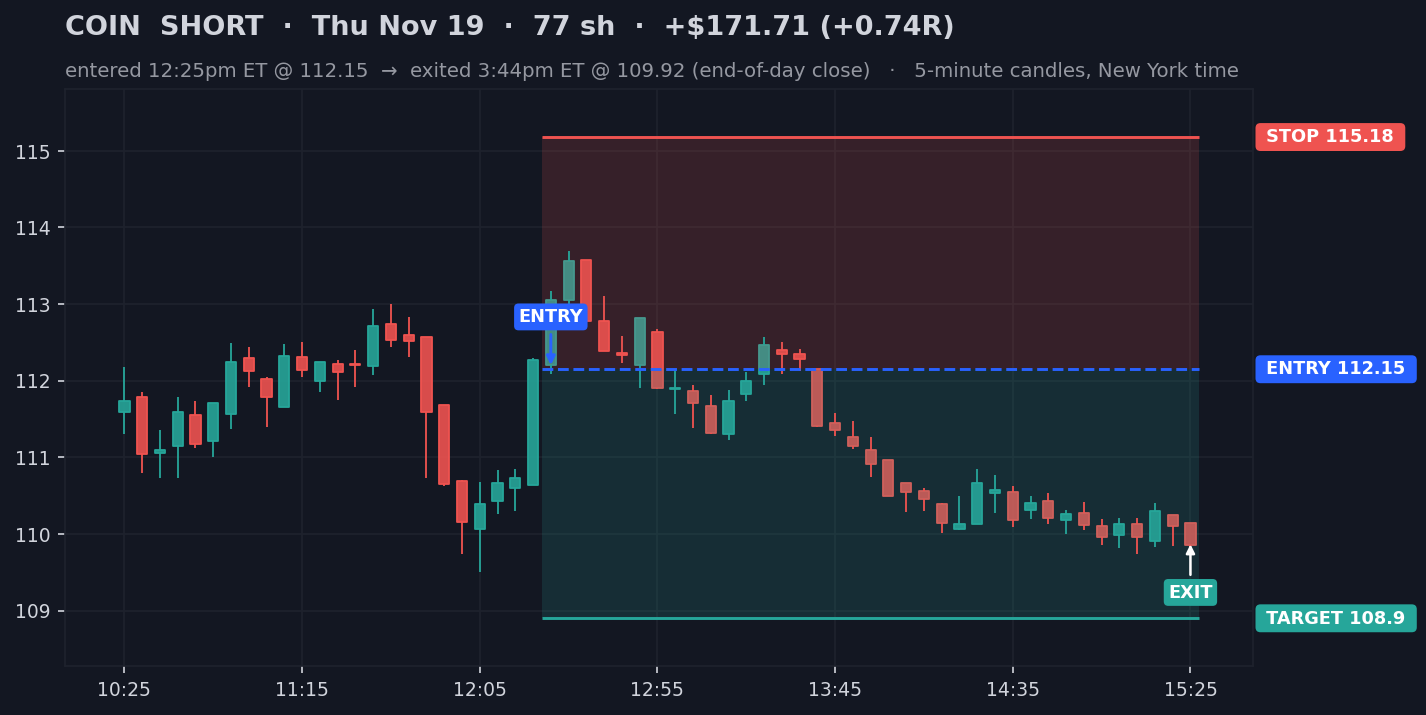 COIN  SHORT  ·  Thu Nov 19  ·  77 sh  ·  +$171.71 (+0.74R)
entered 12:25pm ET @ 112.15  →  exited 3:44pm ET @ 109.92 (end-of-day close)   ·   5-minute candles, New York time
STOP 115.18
115
114
113
ENTRY
ENTRY 112.15
112
111
110
EXIT
109
TARGET 108.9
10:25
11:15
12:05
12:55
13:45
14:35
15:25